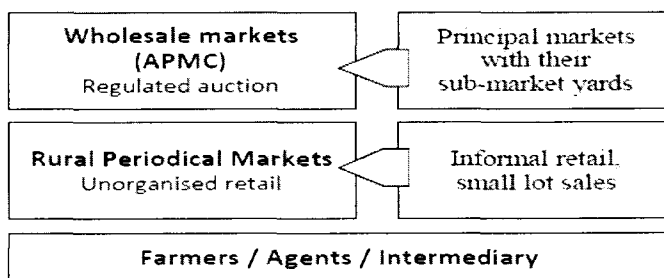 Wholesale markets
(APMC)
Regulated auction
Principal markets
with their
sub-market yards
Rural Periodical Markets
Unorganised retail
Informal retail,
small lot sales
Farmers / Agents / Intermediary